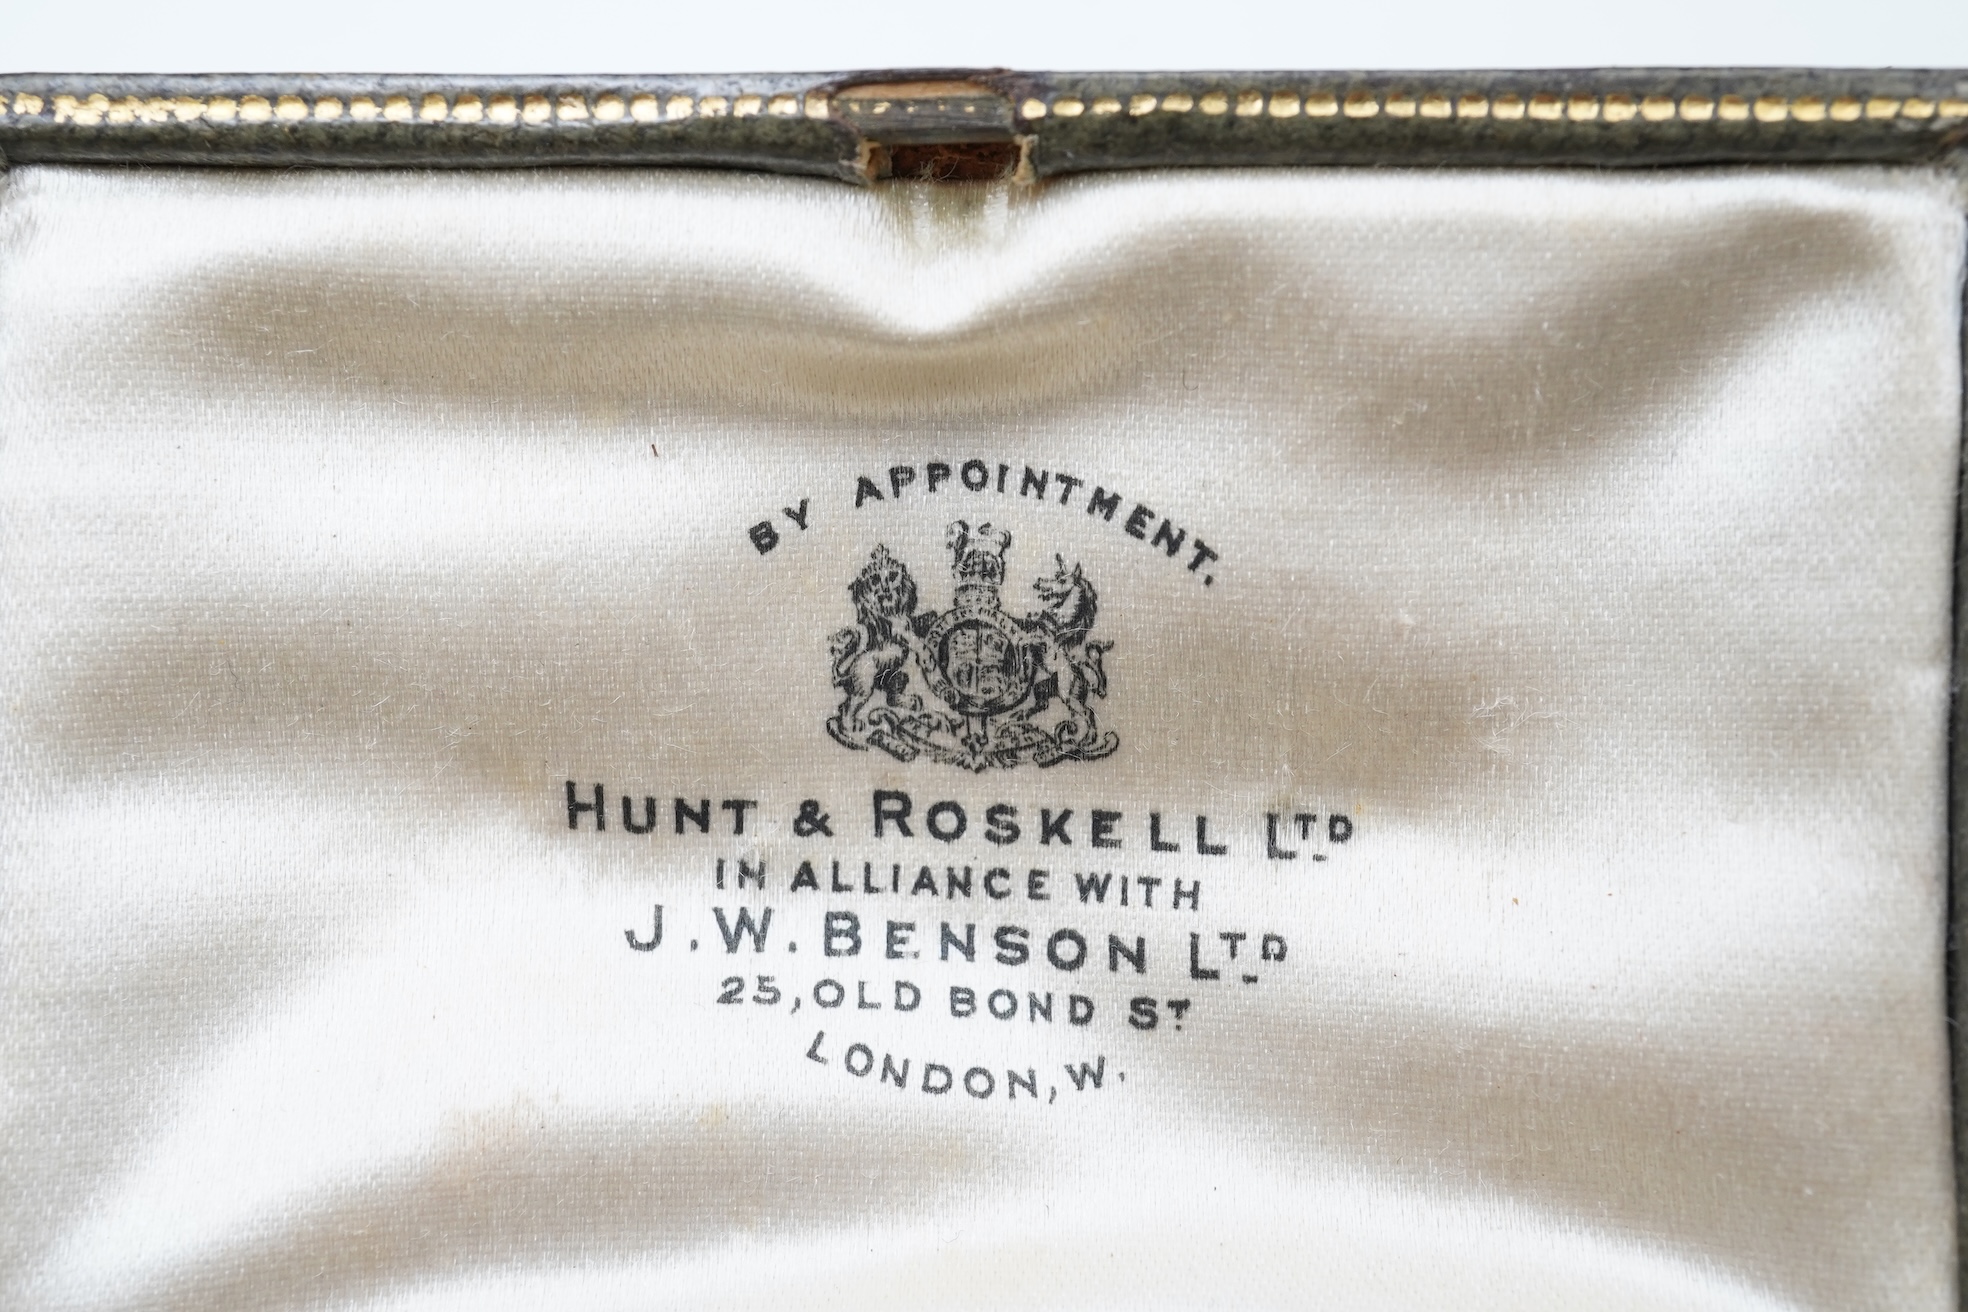 BY APPOINTMENT.
HUNT & ROSKELL LTD
IN ALLIANCE WITH
J.W. BENSON LTD
25, OLD BOND ST
LONDON, W.